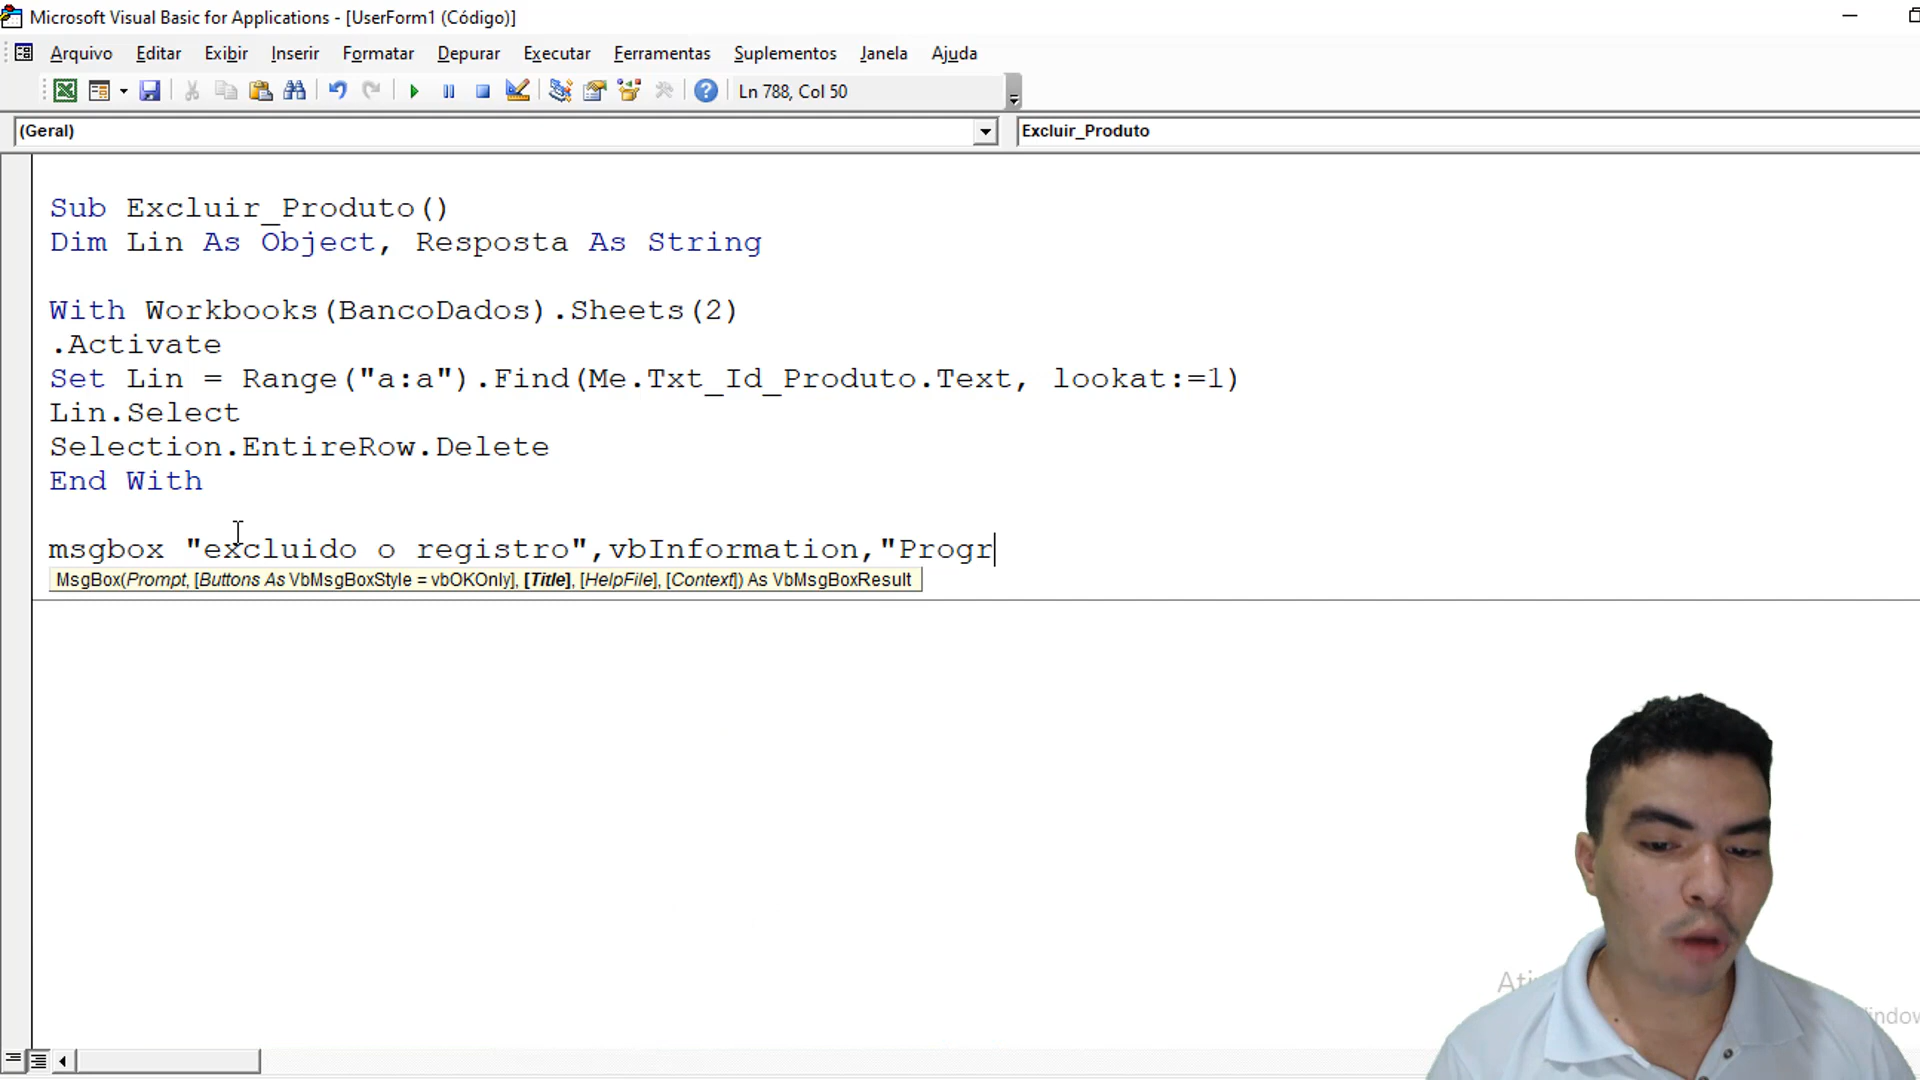 Microsoft Visual Basic for Applications - [UserForm1 (Código)]
Arquivo Editar Exibir Inserir Formatar Depurar Executar Ferramentas Suplementos Janela Ajuda
Ln 788, Col 50
(Geral) Excluir_Produto
Sub Excluir_Produto()
Dim Lin As Object, Resposta As String
With Workbooks(BancoDados).Sheets(2)
.Activate
Set Lin = Range("a:a").Find(Me.Txt_Id_Produto.Text, lookat:=1)
Lin.Select
Selection.EntireRow.Delete
End With
msgbox "excluido o registro",vbInformation,"Progr
MsgBox(Prompt, [Buttons As VbMsgBoxStyle = vbOKOnly], [Title], [HelpFile], [Context]) As VbMsgBoxResult